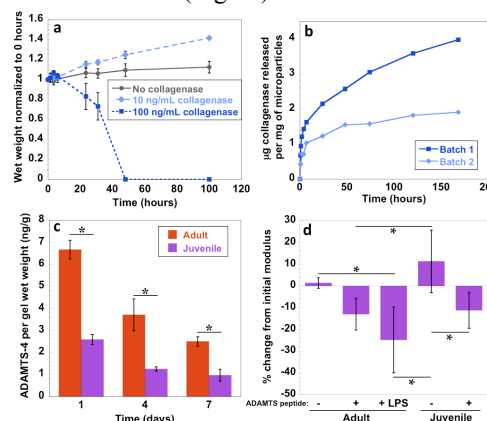 a
Wet weight normalized to 0 hours
1.6
1.4
1.2
1
0.8
0.6
0.4
0.2
0
No collagenase
10 ng/mL collagenase
100 ng/mL collagenase
0 20 40 60 80 100 120
Time (hours)
b
µg collagenase released
per mg of microparticles
4
3
2
1
0
Batch 1
Batch 2
0 50 100 150
Time (hours)
c
ADAMTS-4 per gel wet weight (ng/g)
8
7
6
5
4
3
2
1
0
Adult
Juvenile
* * *
1 4 7
Time (days)
d
% change from initial modulus
30
20
10
0
-10
-20
-30
-40
-50
* * * *
ADAMTS peptide: - + + LPS - +
Adult Juvenile